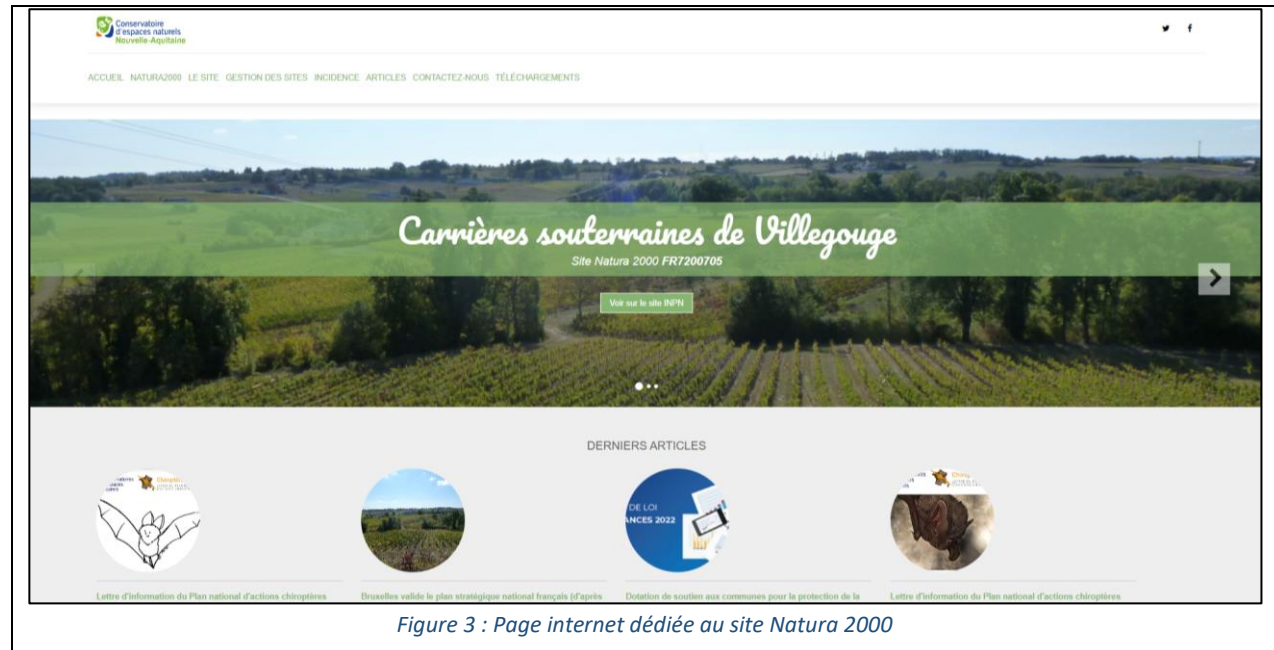 Conservatoire
d'espaces naturels
Nouvelle-Aquitaine
ACCUEIL NATURA2000 LE SITE GESTION DES SITES INCIDENCE ARTICLES CONTACTEZ-NOUS TÉLÉCHARGEMENTS
Carrières souterraines de Villegouge
Site Natura 2000 FR7200705
Voir sur le site INPN
DERNIERS ARTICLES
DE LOI
ANCES 2022
Lettre d'information du Plan national d'actions chiroptères
Bruxelles valide le plan stratégique national français (d'après
Dotation de soutien aux communes pour la protection de la
Lettre d'information du Plan national d'actions chiroptères
Figure 3 : Page internet dédiée au site Natura 2000